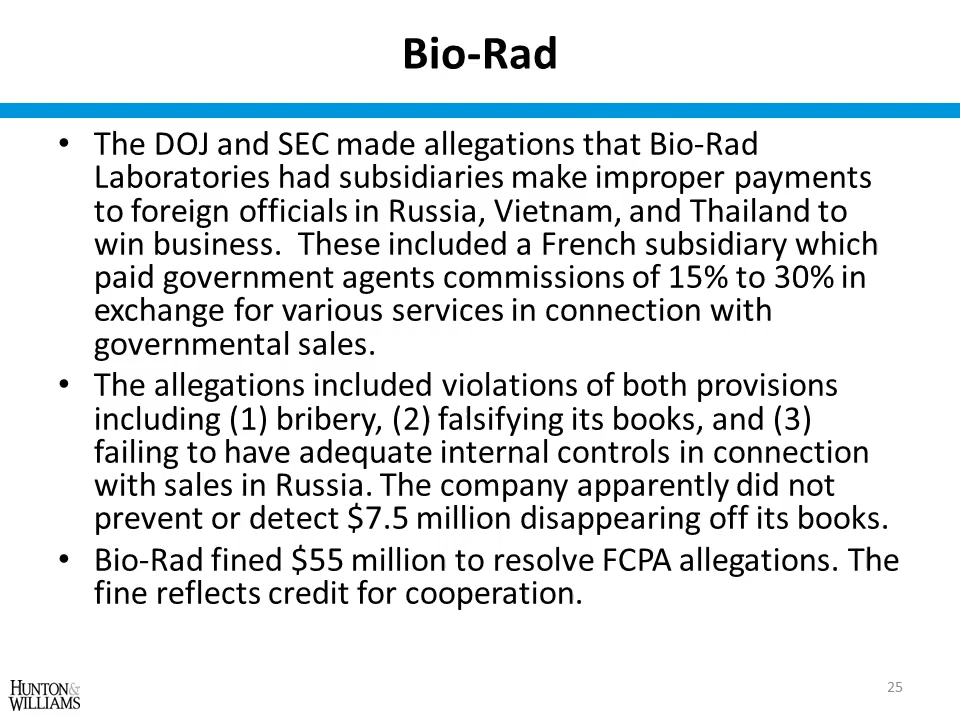 Bio-Rad
• The DOJ and SEC made allegations that Bio-Rad
Laboratories had subsidiaries make improper payments
to foreign officials in Russia, Vietnam, and Thailand to
win business.  These included a French subsidiary which
paid government agents commissions of 15% to 30% in
exchange for various services in connection with
governmental sales.
• The allegations included violations of both provisions
including (1) bribery, (2) falsifying its books, and (3)
failing to have adequate internal controls in connection
with sales in Russia. The company apparently did not
prevent or detect $7.5 million disappearing off its books.
• Bio-Rad fined $55 million to resolve FCPA allegations. The
fine reflects credit for cooperation.
HUNTON&
WILLIAMS
25